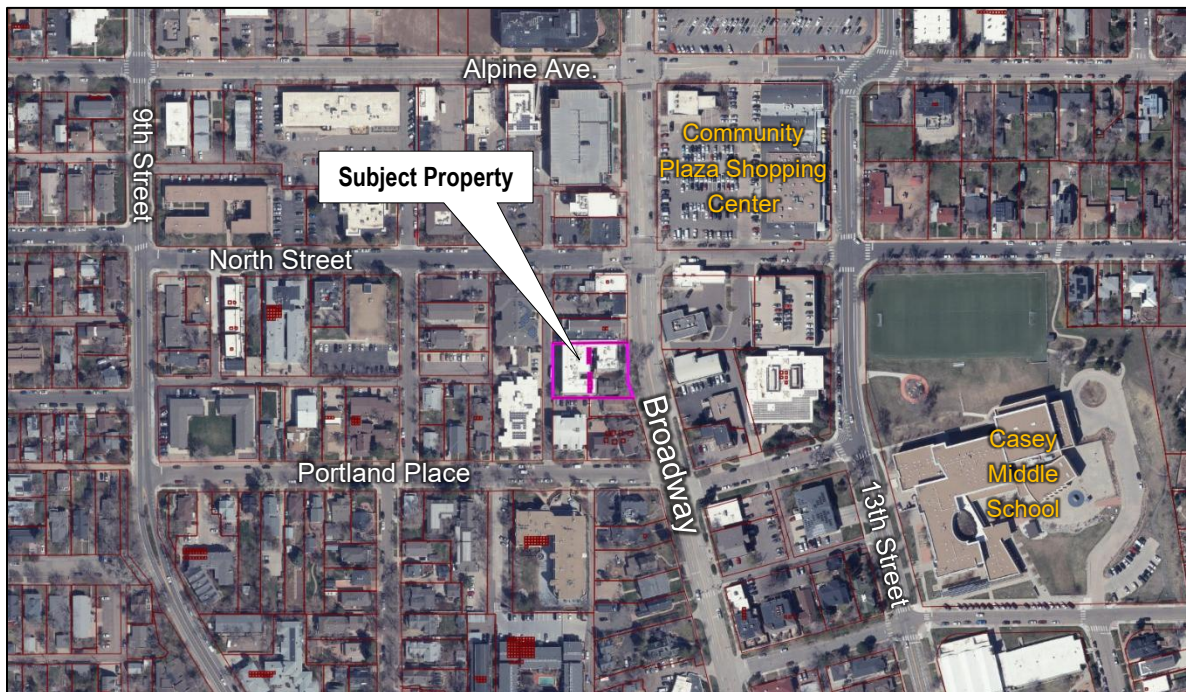 Alpine Ave.
9th Street
Community
Plaza Shopping
Center
Subject Property
North Street
Broadway
Portland Place
Casey
Middle
School
13th Street